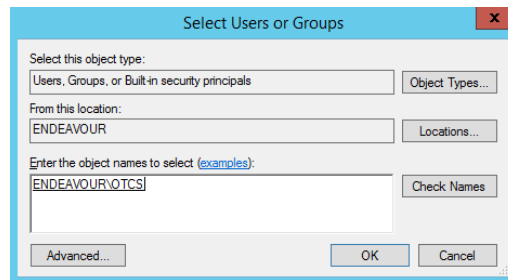 Select Users or Groups
x
Select this object type:
Users, Groups, or Built-in security principals
Object Types...
From this location:
ENDEAVOUR
Locations...
Enter the object names to select (examples):
ENDEAVOUR\OTCS
Check Names
Advanced...
OK
Cancel